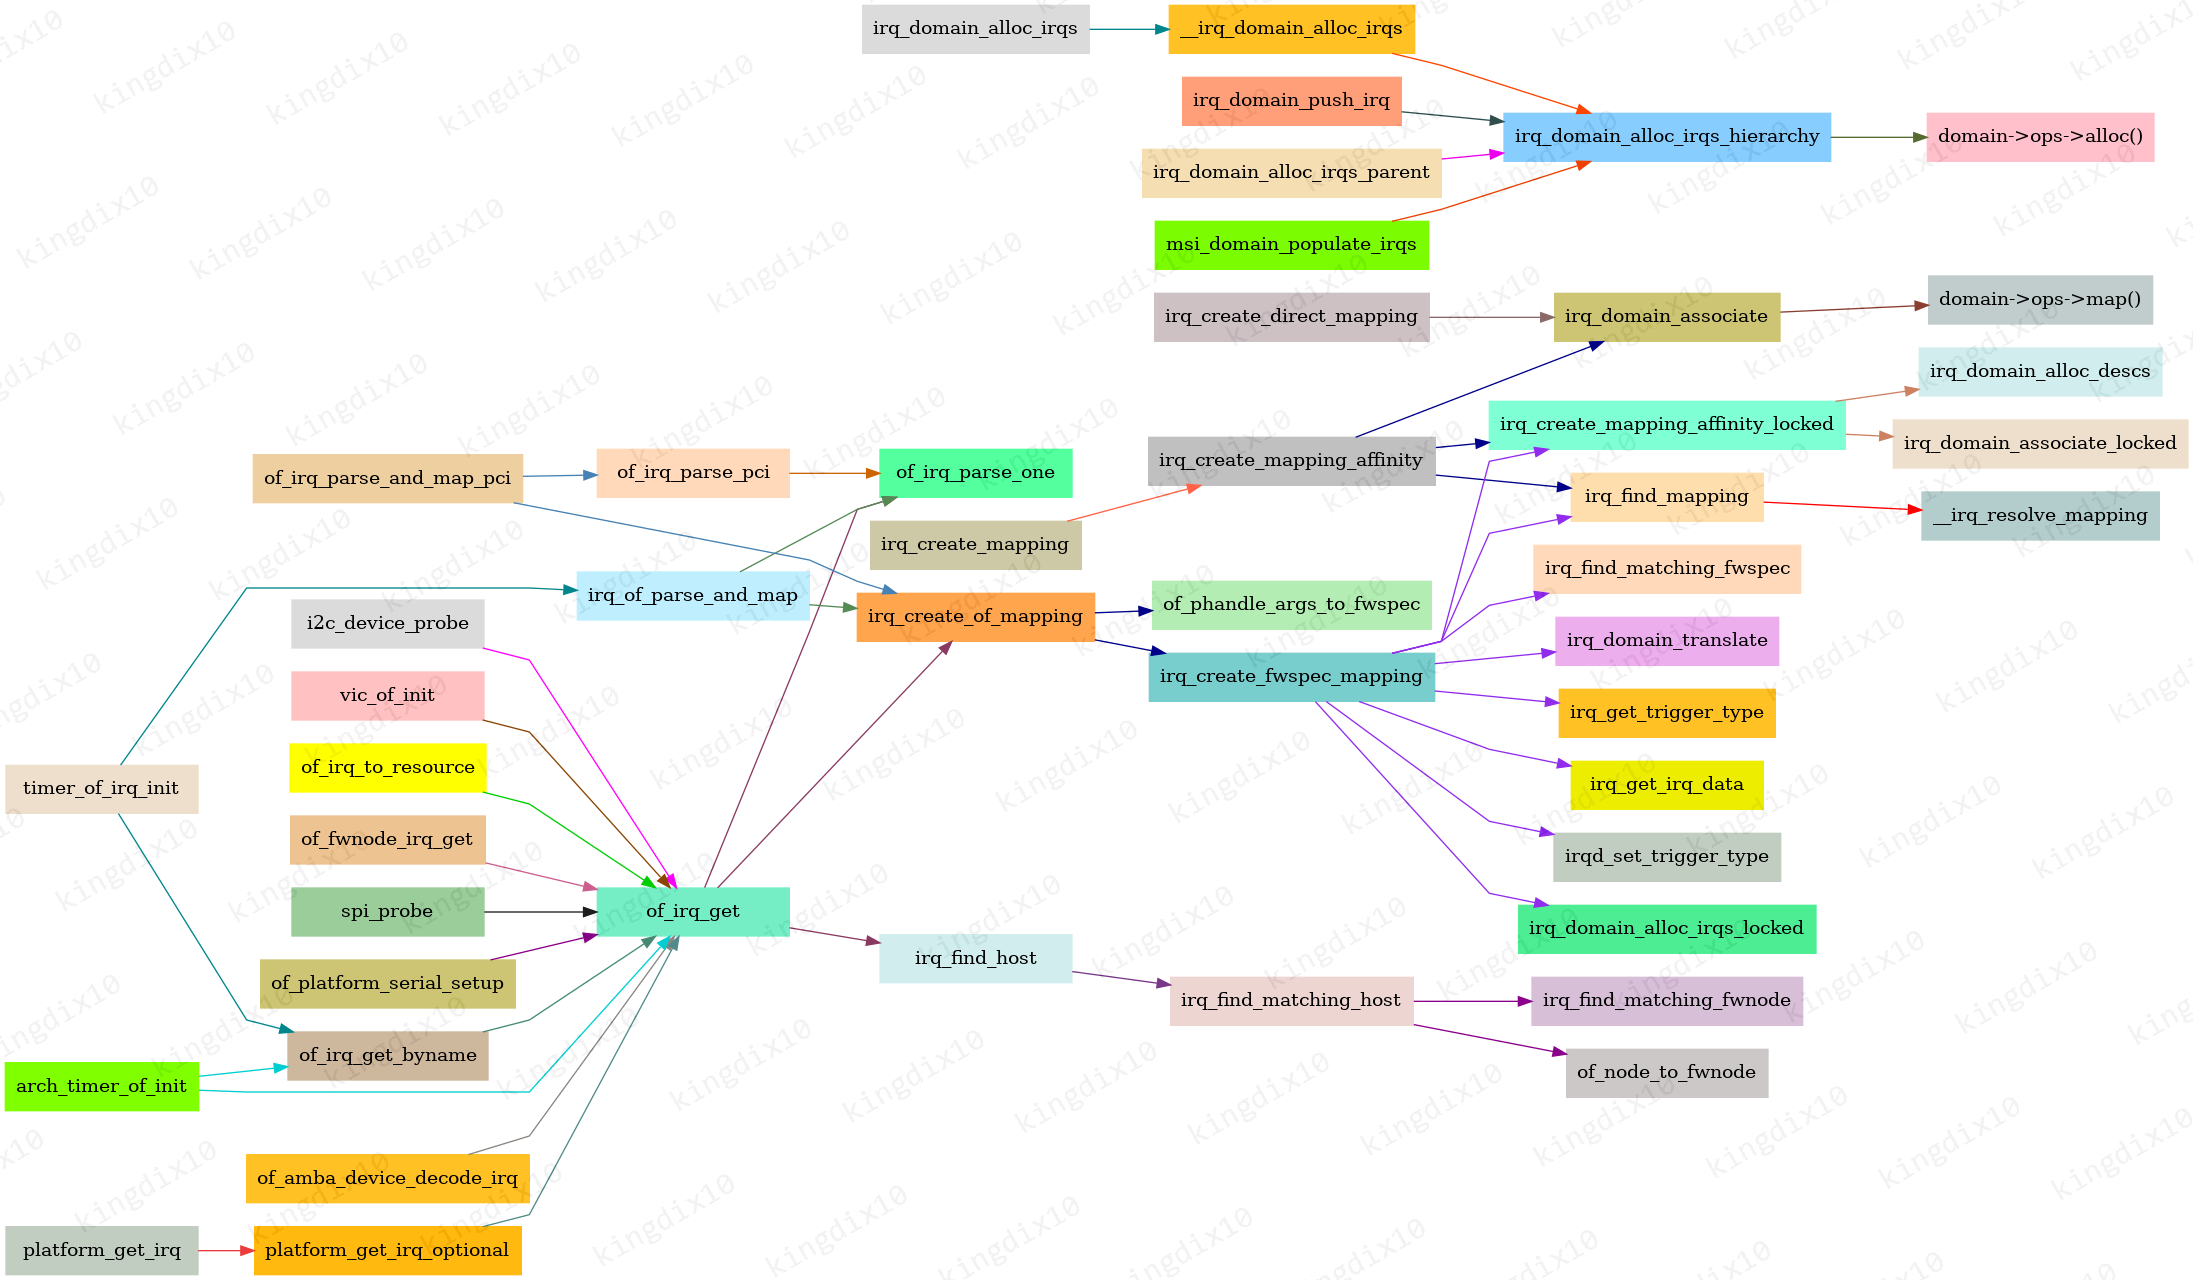 irq_domain_alloc_irqs
__irq_domain_alloc_irqs
irq_domain_push_irq
irq_domain_alloc_irqs_hierarchy
domain->ops->alloc()
irq_domain_alloc_irqs_parent
msi_domain_populate_irqs
irq_create_direct_mapping
irq_domain_associate
domain->ops->map()
irq_domain_alloc_descs
irq_create_mapping_affinity_locked
irq_domain_associate_locked
of_irq_parse_and_map_pci
of_irq_parse_pci
of_irq_parse_one
irq_create_mapping_affinity
irq_find_mapping
__irq_resolve_mapping
irq_create_mapping
irq_find_matching_fwspec
irq_of_parse_and_map
irq_create_of_mapping
of_phandle_args_to_fwspec
i2c_device_probe
irq_domain_translate
irq_create_fwspec_mapping
vic_of_init
irq_get_trigger_type
of_irq_to_resource
timer_of_irq_init
irq_get_irq_data
of_fwnode_irq_get
irqd_set_trigger_type
spi_probe
of_irq_get
irq_domain_alloc_irqs_locked
irq_find_host
of_platform_serial_setup
irq_find_matching_host
irq_find_matching_fwnode
of_irq_get_byname
of_node_to_fwnode
arch_timer_of_init
of_amba_device_decode_irq
platform_get_irq
platform_get_irq_optional
kingdix10